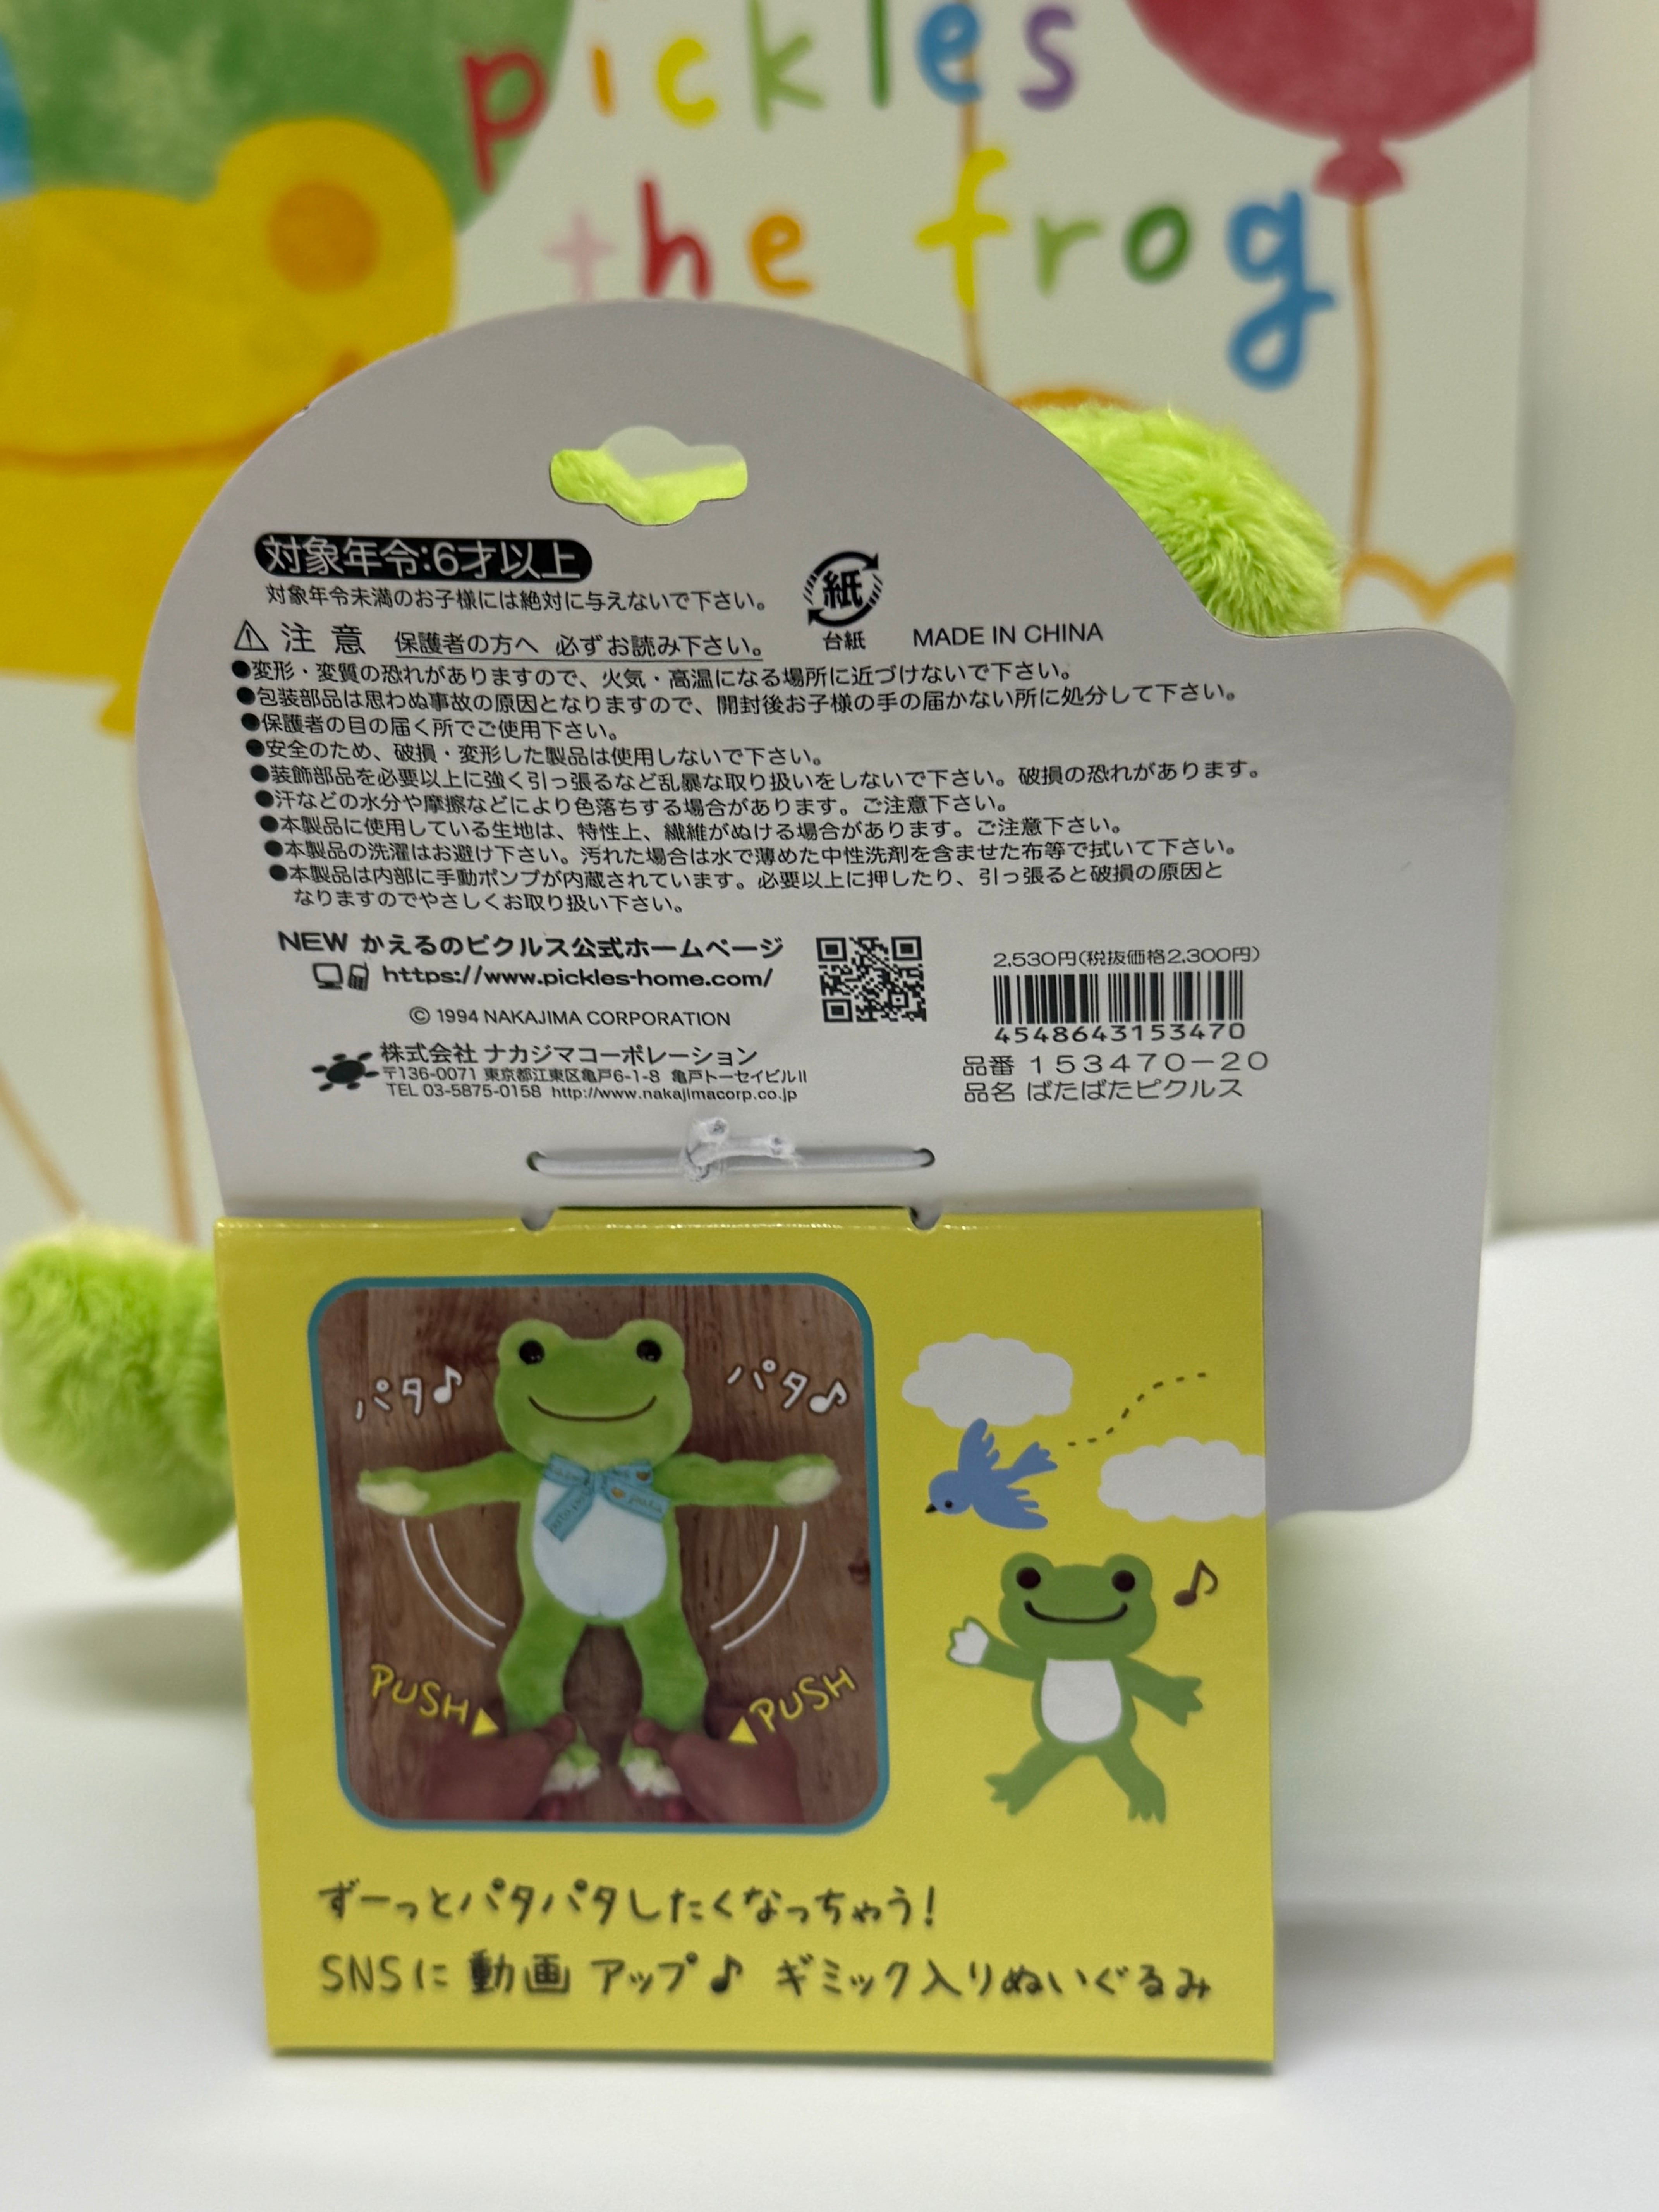 pickles
the frog
対象年令:6才以上
対象年令未満のお子様には絶対に与えないで下さい。
注意 保護者の方へ 必ずお読み下さい。
紙
台紙
MADE IN CHINA
●変形・変質の恐れがありますので、火気・高温になる場所に近づけないで下さい。
●包装部品は思わぬ事故の原因となりますので、開封後お子様の手の届かない所に処分して下さい。
●保護者の目の届く所でご使用下さい。
●安全のため、破損・変形した製品は使用しないで下さい。
●装飾部品を必要以上に強く引っ張るなど乱暴な取り扱いをしないで下さい。破損の恐れがあります。
●汗などの水分や摩擦などにより色落ちする場合があります。ご注意下さい。
●本製品に使用している生地は、特性上、繊維がぬける場合があります。ご注意下さい。
●本製品の洗濯はお避け下さい。汚れた場合は水で薄めた中性洗剤を含ませた布等で拭いて下さい。
●本製品は内部に手動ポンプが内蔵されています。必要以上に押したり、引っ張ると破損の原因と
なりますのでやさしくお取り扱い下さい。
NEW かえるのピクルス公式ホームページ
https://www.pickles-home.com/
© 1994 NAKAJIMA CORPORATION
株式会社 ナカジマコーポレーション
〒136-0071 東京都江東区亀戸6-1-8 亀戸トーセイビルII
TEL 03-5875-0158 http://www.nakajimacorp.co.jp
2,530円(税抜価格2,300円)
4548643153470
品番 153470-20
品名 ぱたぱたピクルス
パタ♪ パタ♪
PUSH PUSH
ずーっとパタパタしたくなっちゃう!
SNSに動画アップ♪ ギミック入りぬいぐるみ